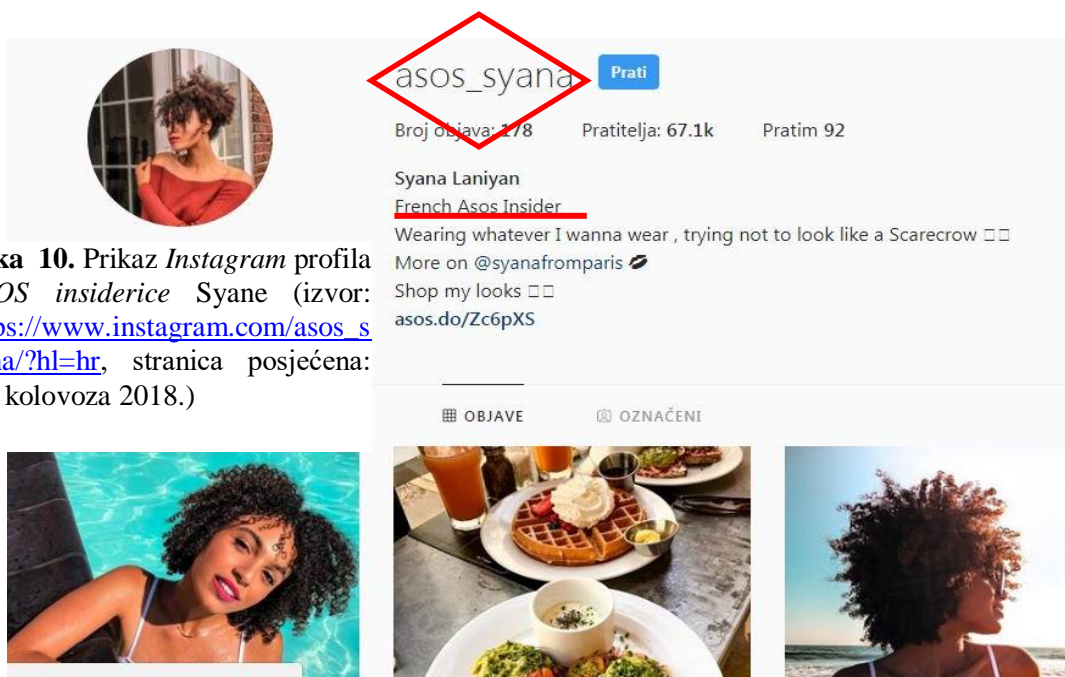 asos_syana Prati
Broj objava: 178 Pratitelja: 67.1k Pratim 92
Syana Laniyan
French Asos Insider
Wearing whatever I wanna wear , trying not to look like a Scarecrow □□
More on @syanafromparis 💋
Shop my looks □□
asos.do/Zc6pXS
ka 10. Prikaz Instagram profila
OS insiderice Syane (izvor:
ps://www.instagram.com/asos_s
na/?hl=hr, stranica posjećena:
kolovoza 2018.)
OBJAVE OZNAČENI